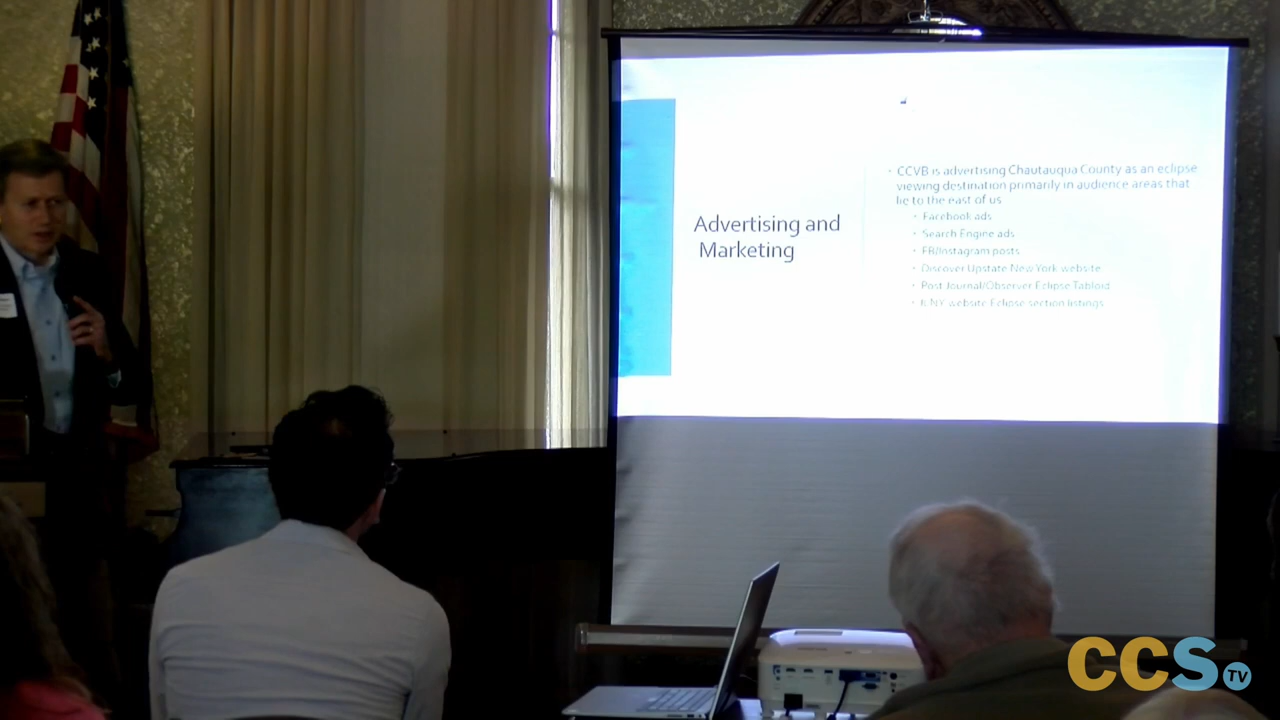 Advertising and
Marketing
• CCVB is advertising Chautauqua County as an eclipse
viewing destination primarily in audience areas that
lie to the east of us
• Facebook ads
• Search Engine ads
• PR/Instagram posts
• Discover Upstate New York website
• Post Journal/Observer Eclipse Tabloid
• ILNY website Eclipse section listings
CCS TV